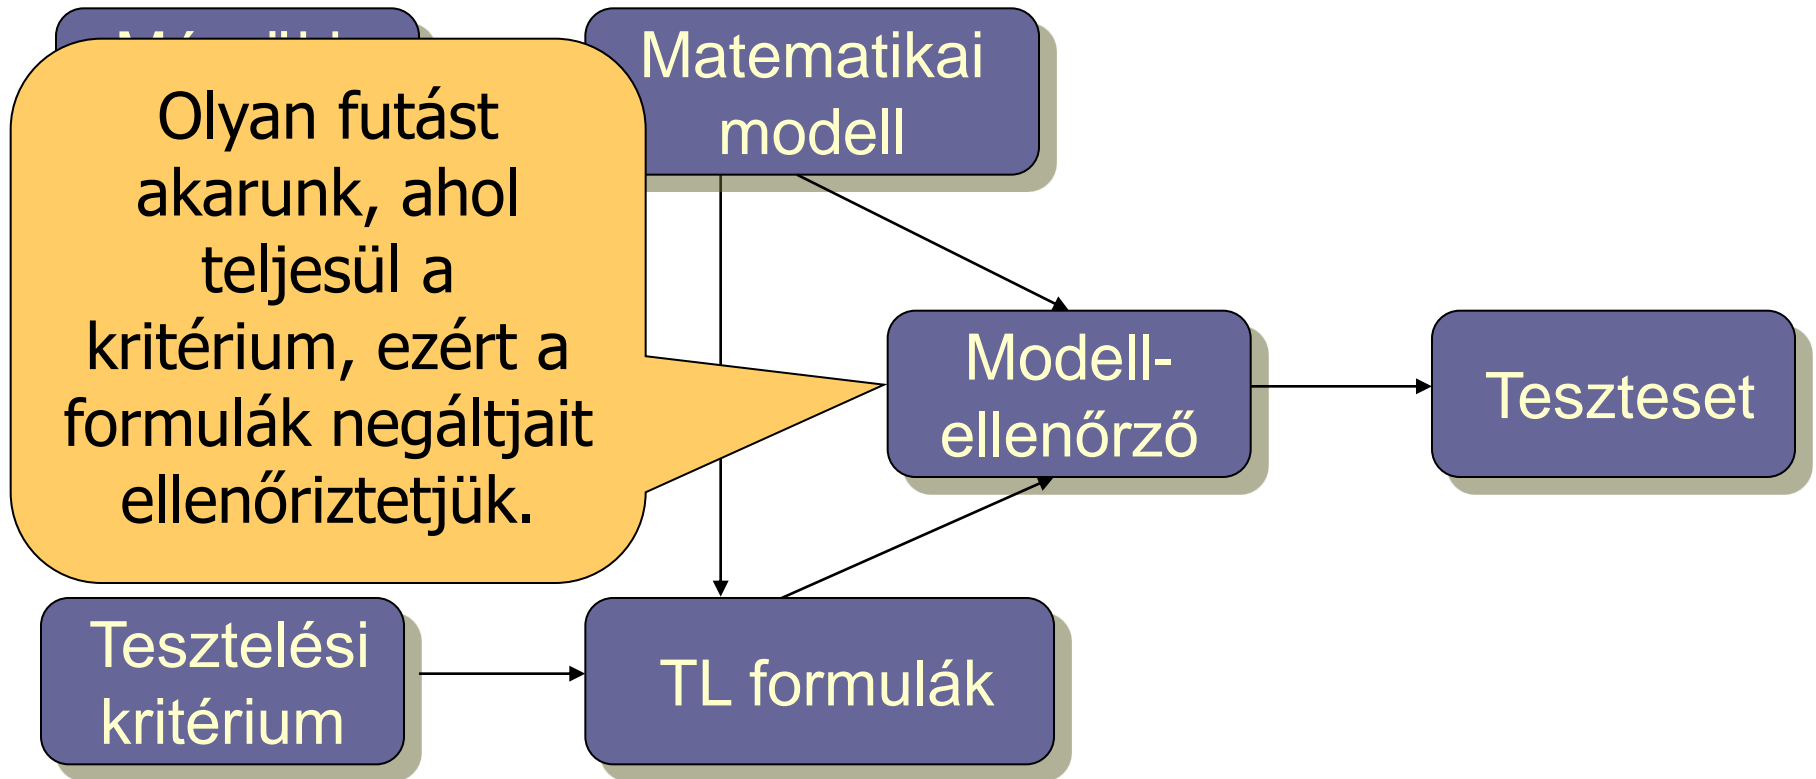 Matematikai
modell
Olyan futást
akarunk, ahol
teljesül a
kritérium, ezért a
formulák negáltjait
ellenőriztetjük.
Modell-
ellenőrző
Teszteset
Tesztelési
kritérium
TL formulák